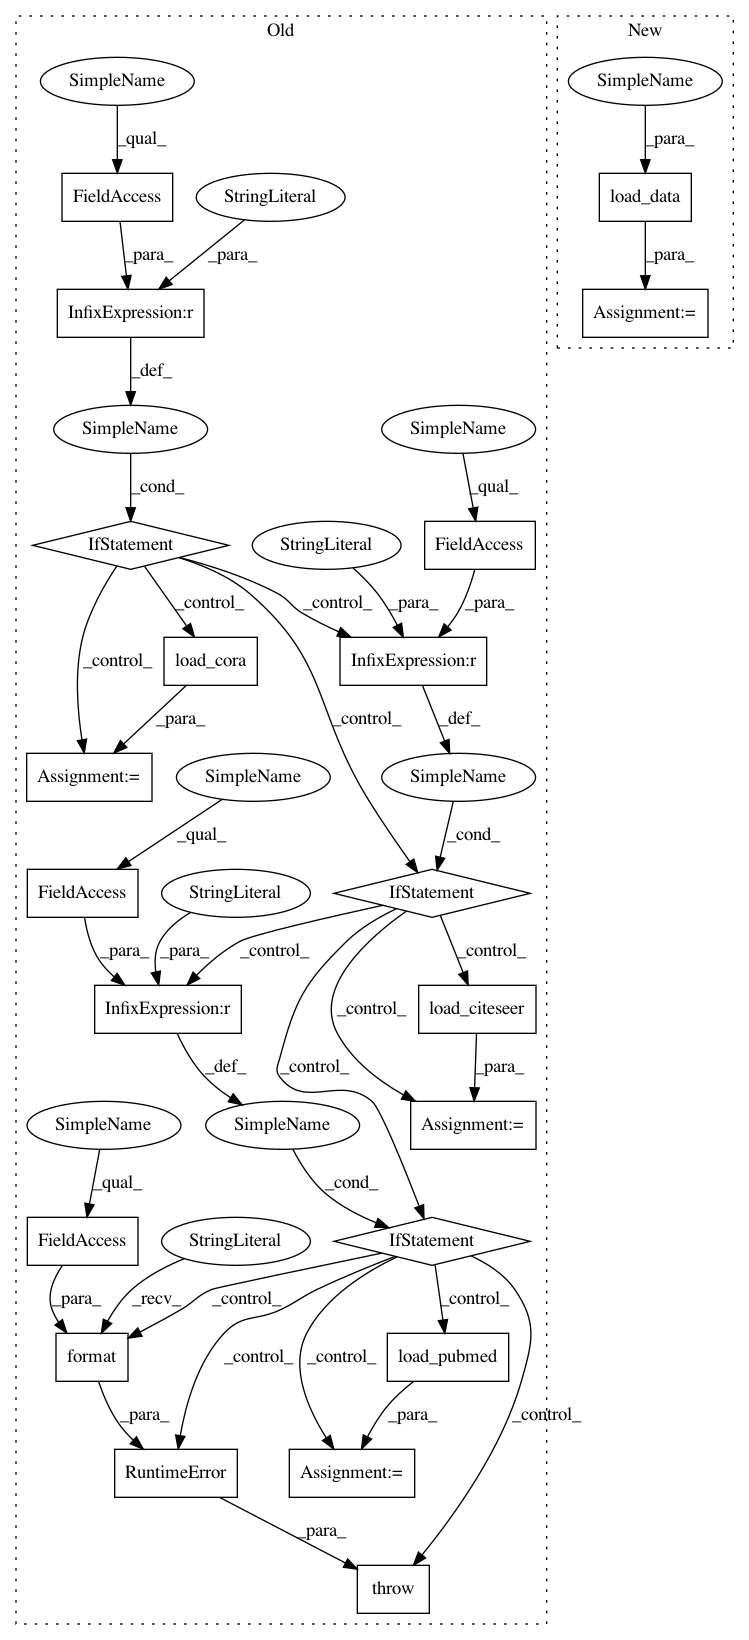 Old
New
SimpleName
SimpleName
_qual_
_para_
FieldAccess
StringLiteral
load_data
_para_
_para_
_para_
InfixExpression:r
Assignment:=
_def_
SimpleName
SimpleName
_cond_
_qual_
IfStatement
StringLiteral
FieldAccess
_control_
_control_
_para_
_para_
_control_
load_cora
InfixExpression:r
_para_
_control_
_def_
Assignment:=
SimpleName
SimpleName
_qual_
_cond_
FieldAccess
StringLiteral
IfStatement
_para_
_para_
_control_
_control_
InfixExpression:r
_control_
load_citeseer
_def_
_control_
_para_
SimpleName
SimpleName
Assignment:=
_qual_
_cond_
FieldAccess
StringLiteral
IfStatement
_para_
_recv_
_control_
_control_
format
_control_
_control_
load_pubmed
_para_
_para_
_control_
RuntimeError
Assignment:=
_para_
throw